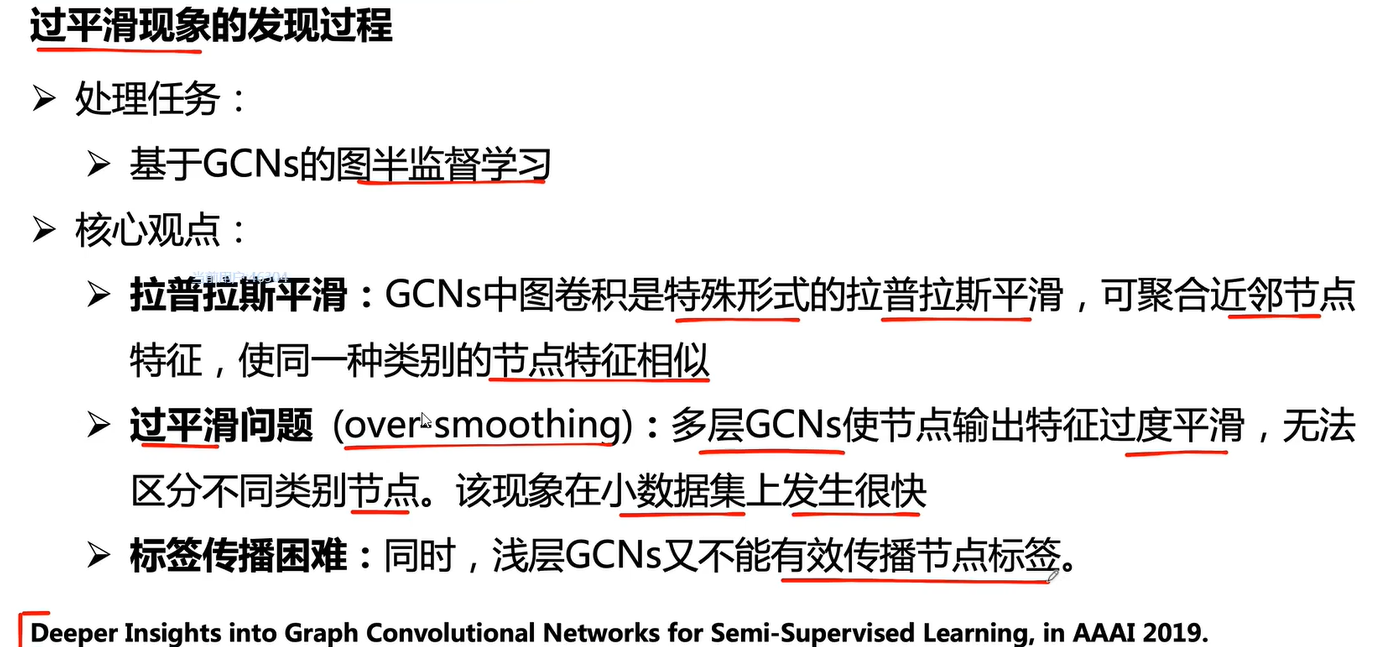 过平滑现象的发现过程
➢ 处理任务：
➢ 基于GCNs的图半监督学习
➢ 核心观点：
➢ 拉普拉斯平滑：GCNs中图卷积是特殊形式的拉普拉斯平滑，可聚合近邻节点
特征，使同一种类别的节点特征相似
➢ 过平滑问题 (over-smoothing)：多层GCNs使节点输出特征过度平滑，无法
区分不同类别节点。该现象在小数据集上发生很快
➢ 标签传播困难：同时，浅层GCNs又不能有效传播节点标签。
Deeper Insights into Graph Convolutional Networks for Semi-Supervised Learning, in AAAI 2019.